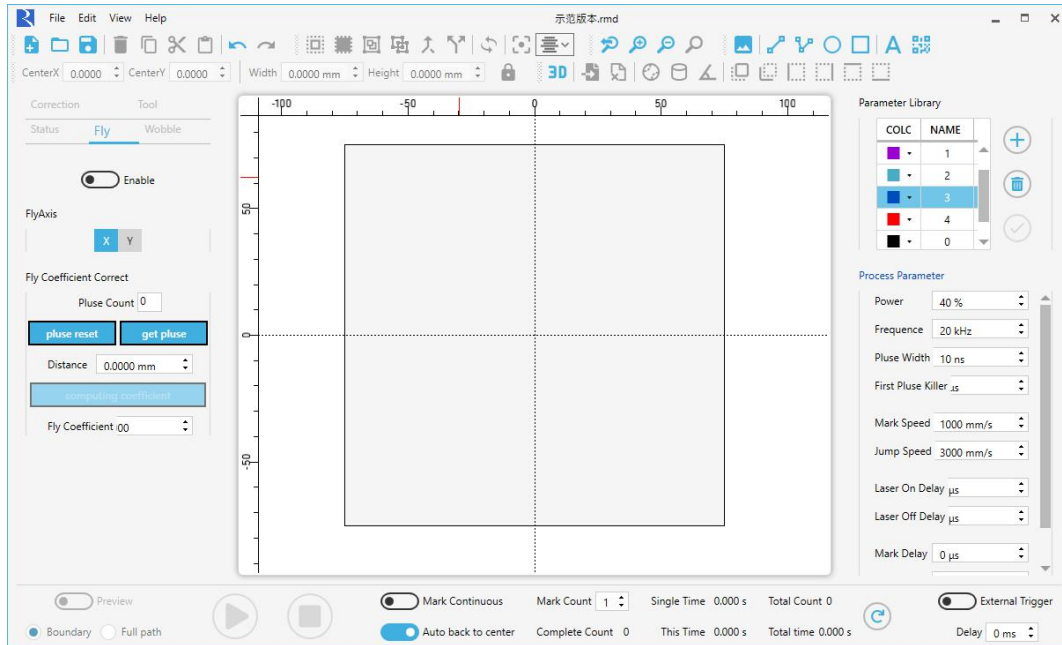 File Edit View Help 示范版本.rmd
CenterX 0.0000 CenterY 0.0000 Width 0.0000 mm Height 0.0000 mm 3D
Correction Tool
Status Fly Wobble
Enable
FlyAxis
X Y
Fly Coefficient Correct
Pluse Count 0
pluse reset get pluse
Distance 0.0000 mm
computing coefficient
Fly Coefficient 00
-100 -50 0 50 100
50
0
-50
Parameter Library
COLC NAME
1
2
3
4
0
Process Parameter
Power 40 %
Frequence 20 kHz
Pluse Width 10 ns
First Pluse Killer µs
Mark Speed 1000 mm/s
Jump Speed 3000 mm/s
Laser On Delay µs
Laser Off Delay µs
Mark Delay 0 µs
Preview Mark Continuous Mark Count 1 Single Time 0.000 s Total Count 0 External Trigger
Boundary Full path Auto back to center Complete Count 0 This Time 0.000 s Total time 0.000 s Delay 0 ms